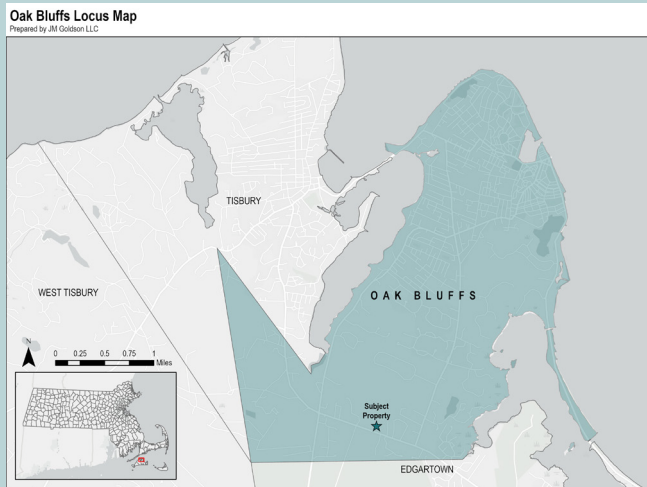 Oak Bluffs Locus Map
Prepared by JM Goldson LLC
TISBURY
WEST TISBURY
OAK BLUFFS
N
0 0.25 0.5 0.75 1
Miles
Subject
Property
EDGARTOWN